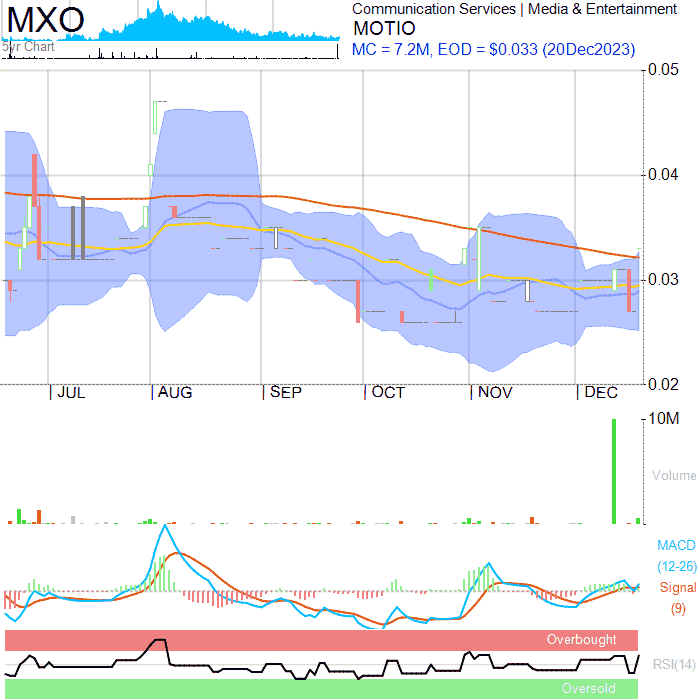 MXO
5yr Chart
Communication Services | Media & Entertainment
MOTIO
MC = 7.2M, EOD = $0.033 (20Dec2023)
0.05
0.04
0.03
0.02
JUL AUG SEP OCT NOV DEC
10M
Volume
MACD
(12-26)
Signal
(9)
Overbought
RSI(14)
Oversold